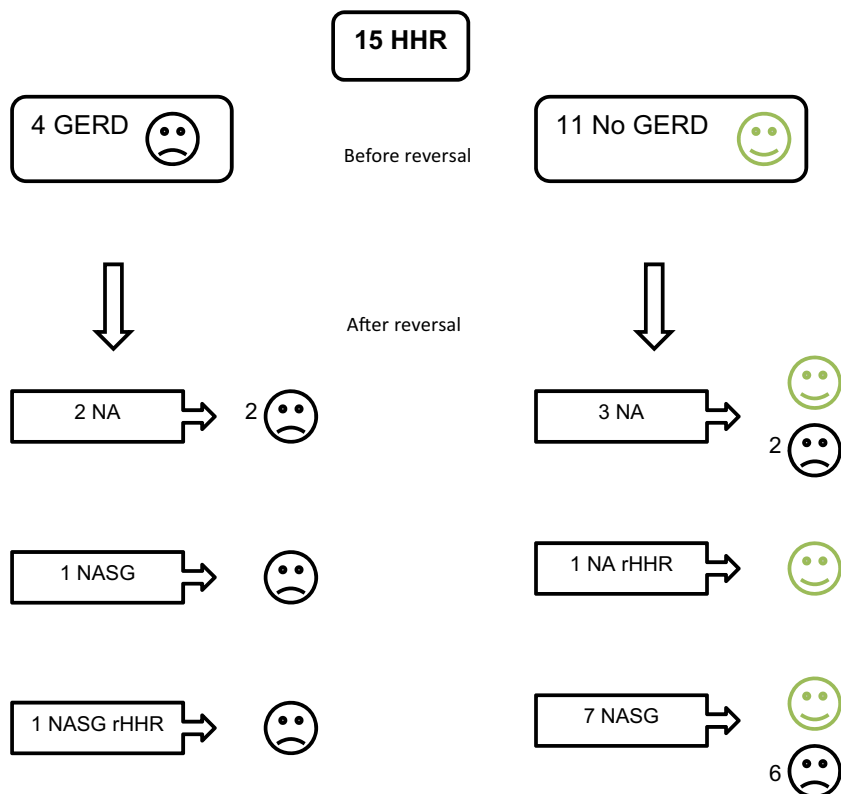 15 HHR
4 GERD
11 No GERD
Before reversal
After reversal
2 NA
2
3 NA
2
1 NASG
1 NA rHHR
1 NASG rHHR
7 NASG
6